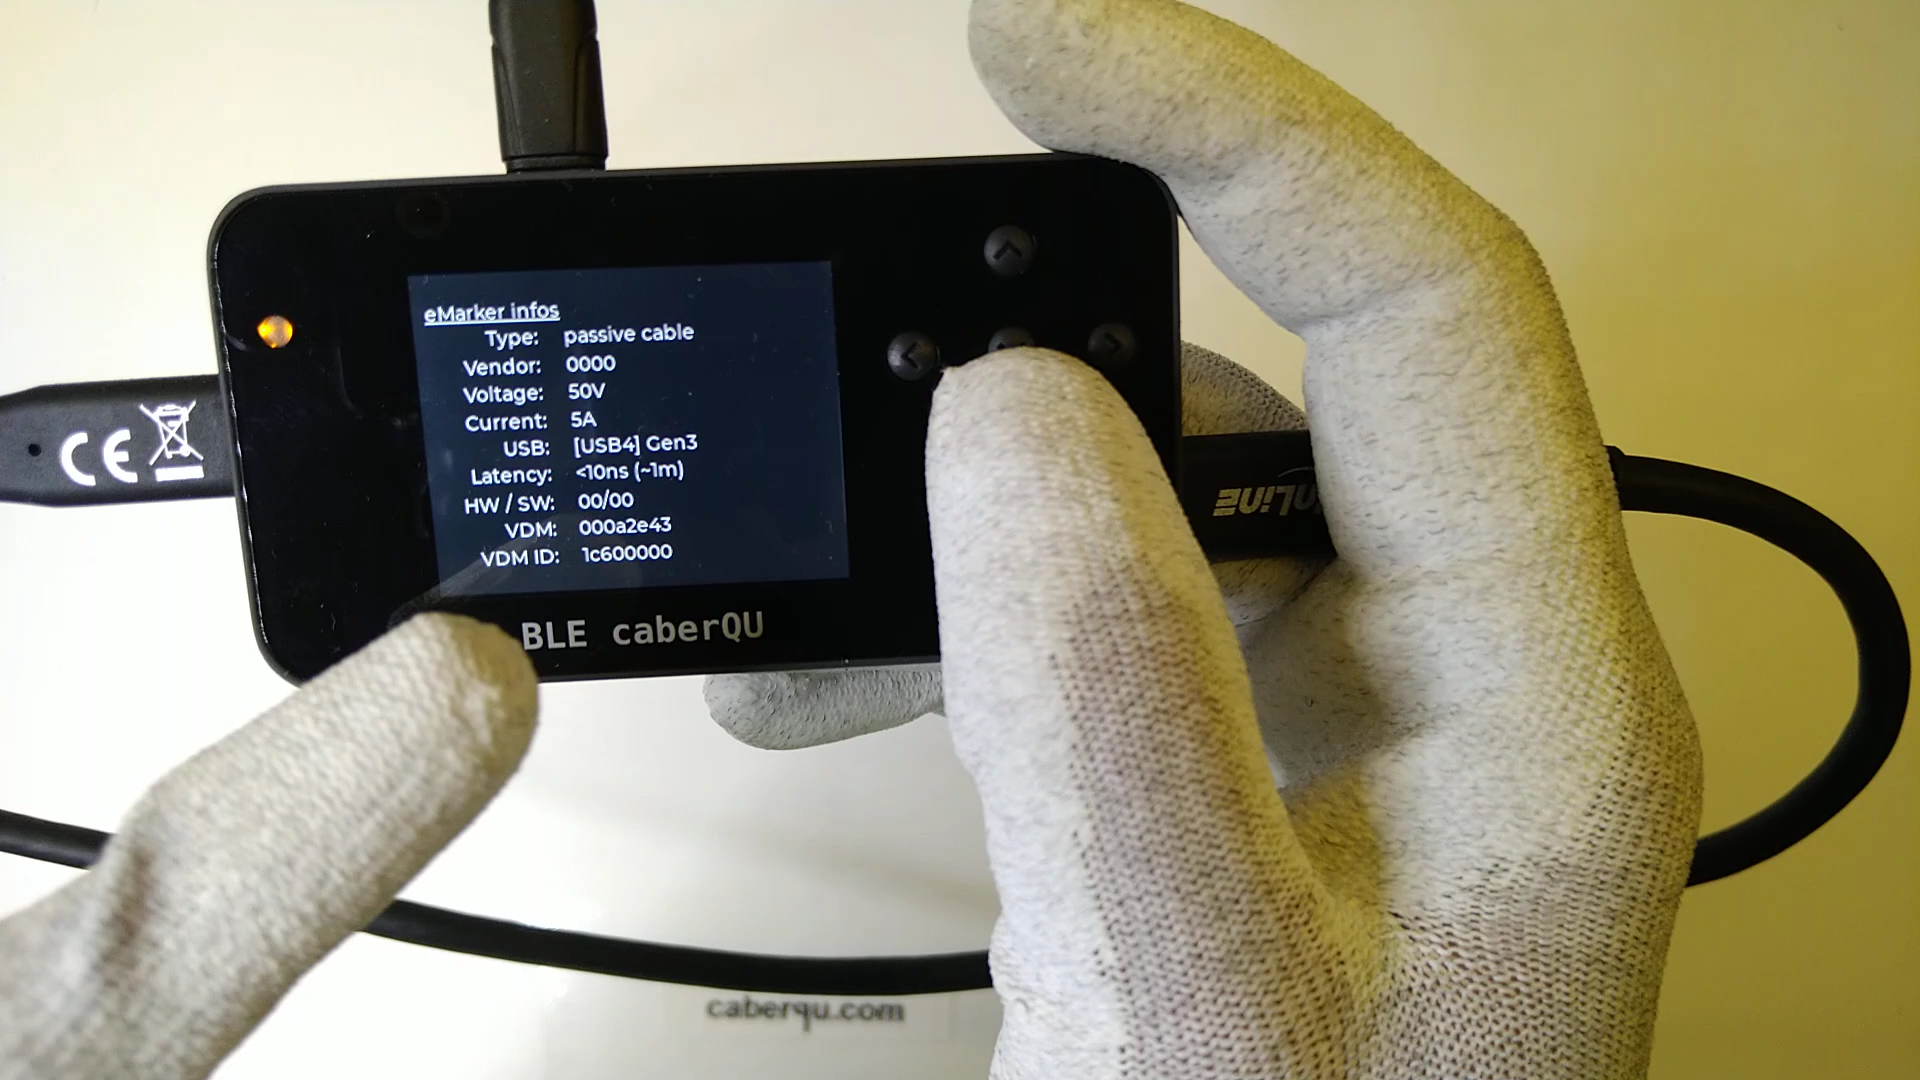 eMarker infos
Type: passive cable
Vendor: 0000
Voltage: 50V
Current: 5A
USB: [USB4] Gen3
Latency: <10ns (~1m)
HW / SW: 00/00
VDM: 000a2e43
VDM ID: 1c600000
BLE caberQU
CE
caberqu.com